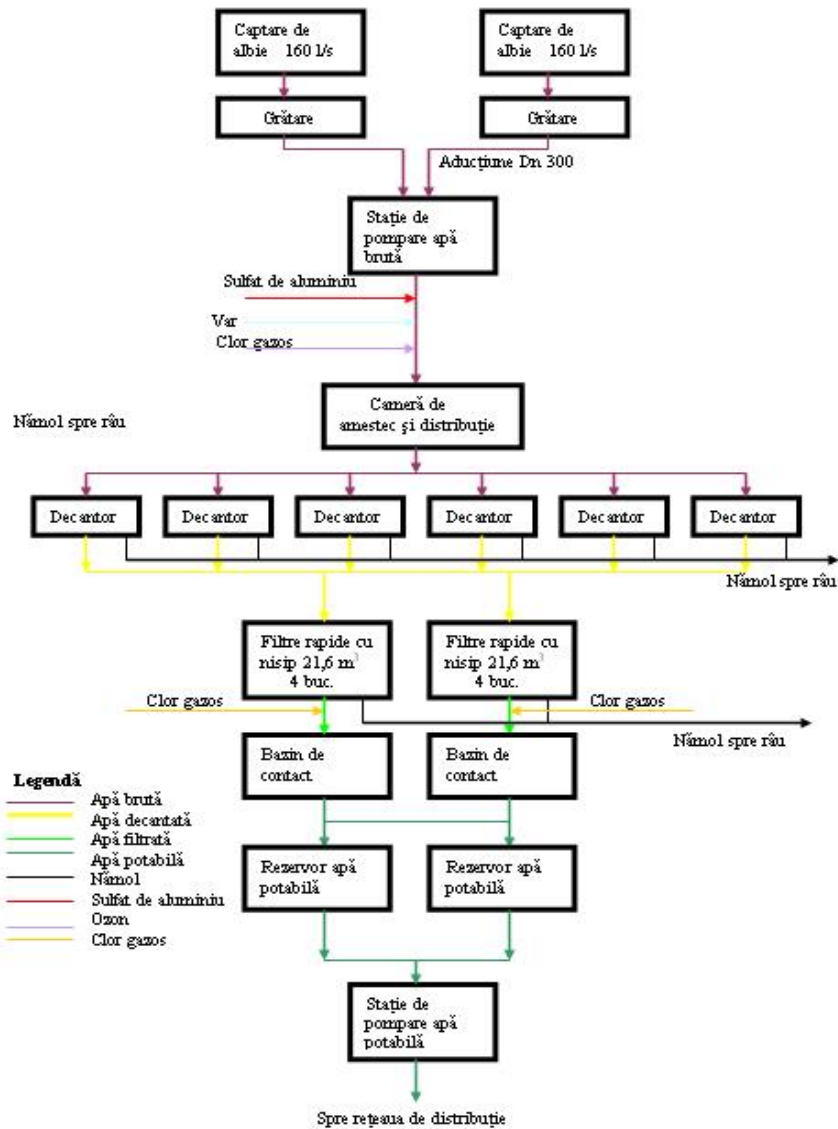 Captare de
albie 160 l/s
Captare de
albie 160 l/s
Grătare
Grătare
Aducțiune Dn 300
Stație de
pompare apă
brută
Sulfat de aluminiu
Var
Clor gazos
Cameră de
amestec și distribuție
Nămol spre râu
Decantor
Decantor
Decantor
Decantor
Decantor
Decantor
Nămol spre râu
Filtre rapide cu
nisip 21,6 m³
4 buc.
Filtre rapide cu
nisip 21,6 m³
4 buc.
Clor gazos
Clor gazos
Nămol spre râu
Bazin de
contact
Bazin de
contact
Legendă
Apă brută
Apă decantată
Apă filtrată
Apă potabilă
Nămol
Sulfat de aluminiu
Ozon
Clor gazos
Rezervor apă
potabilă
Rezervor apă
potabilă
Stație de
pompare apă
potabilă
Spre rețeaua de distribuție